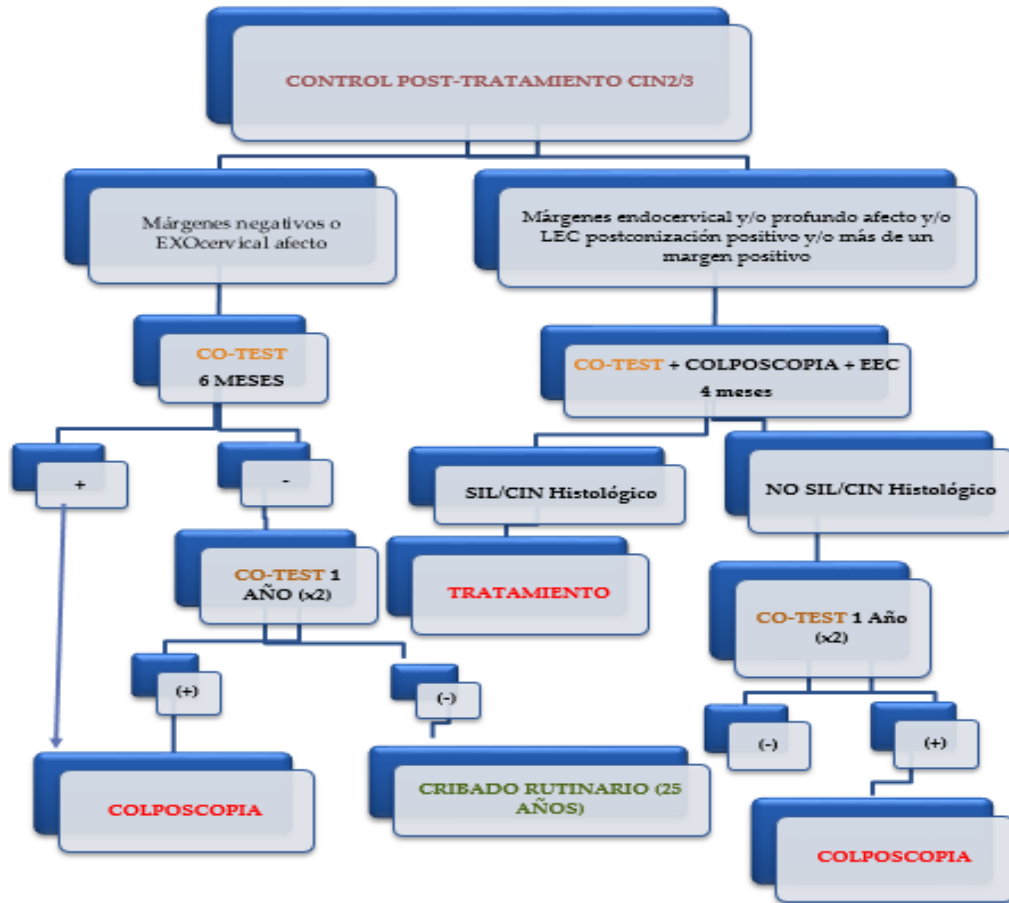 CONTROL POST-TRATAMIENTO CIN2/3
Márgenes negativos o
EXOcervical afecto
Márgenes endocervical y/o profundo afecto y/o
LEC postconización positivo y/o más de un
margen positivo
CO-TEST
6 MESES
CO-TEST + COLPOSCOPIA + EEC
4 meses
+
-
SIL/CIN Histológico
NO SIL/CIN Histológico
CO-TEST 1
AÑO (x2)
TRATAMIENTO
CO-TEST 1 Año
(x2)
(+)
(-)
(-)
(+)
COLPOSCOPIA
CRIBADO RUTINARIO (25
AÑOS)
COLPOSCOPIA